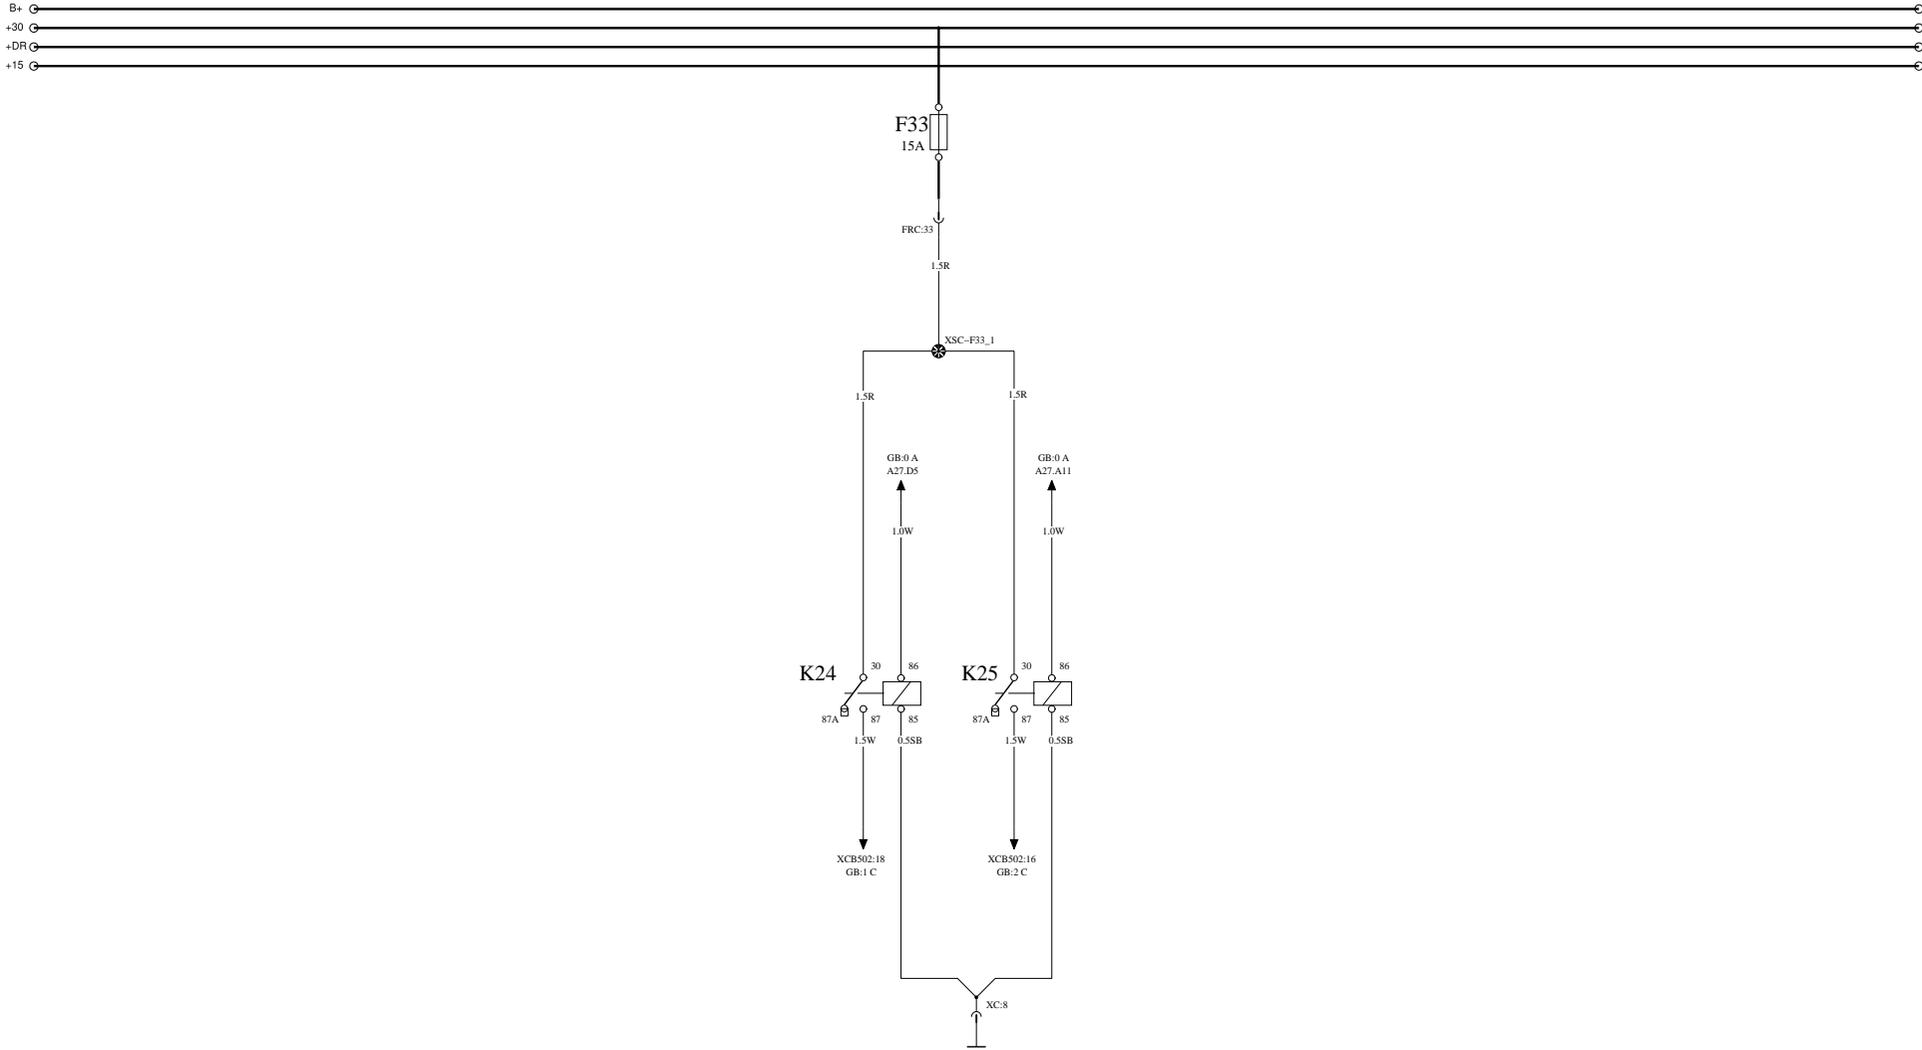 B+
+30
+DR
+15
F33
15A
FRC:33
1.5R
XSC–F33_1
1.5R
1.5R
GB:0 A
A27.D5
GB:0 A
A27.A11
1.0W
1.0W
K24
30
86
K25
30
86
87A
87
85
87A
87
85
1.5W
0.5SB
1.5W
0.5SB
XCB502:18
GB:1 C
XCB502:16
GB:2 C
XC:8